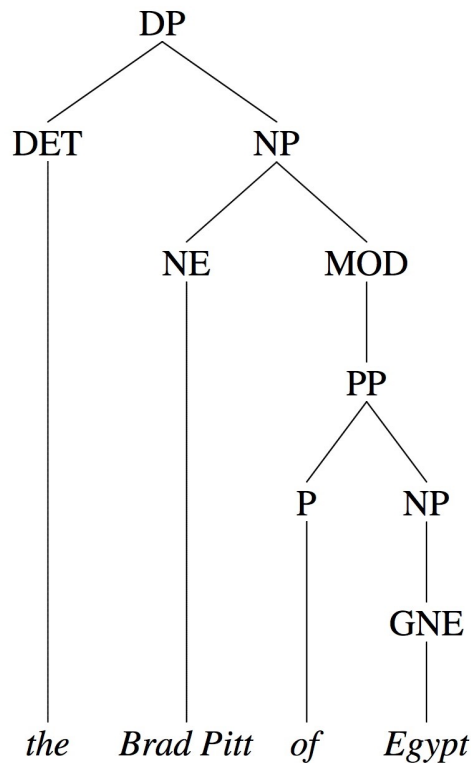 DP
DET NP
NE MOD
PP
P NP
GNE
the Brad Pitt of Egypt